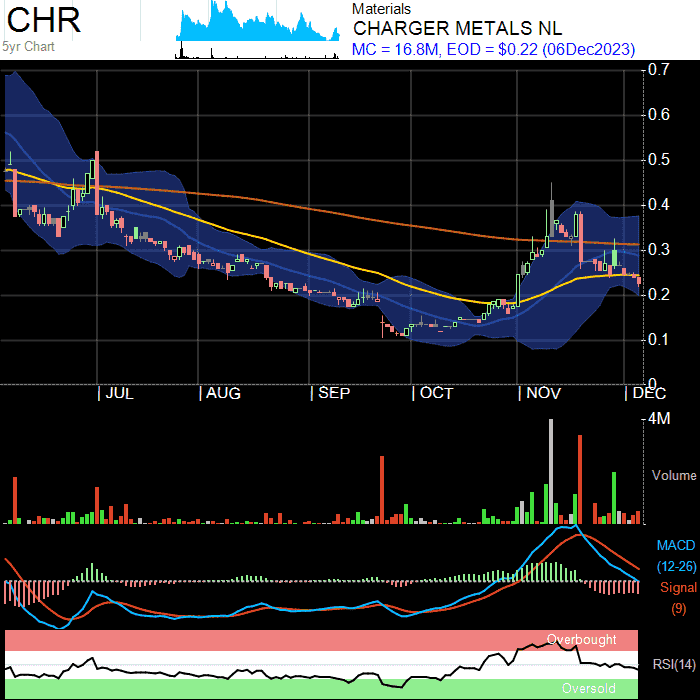 CHR
5yr Chart
Materials
CHARGER METALS NL
MC = 16.8M, EOD = $0.22 (06Dec2023)
0.7
0.6
0.5
0.4
0.3
0.2
0.1
0
| JUL | AUG | SEP | OCT | NOV | DEC
4M
Volume
MACD
(12-26)
Signal
(9)
Overbought
RSI(14)
Oversold